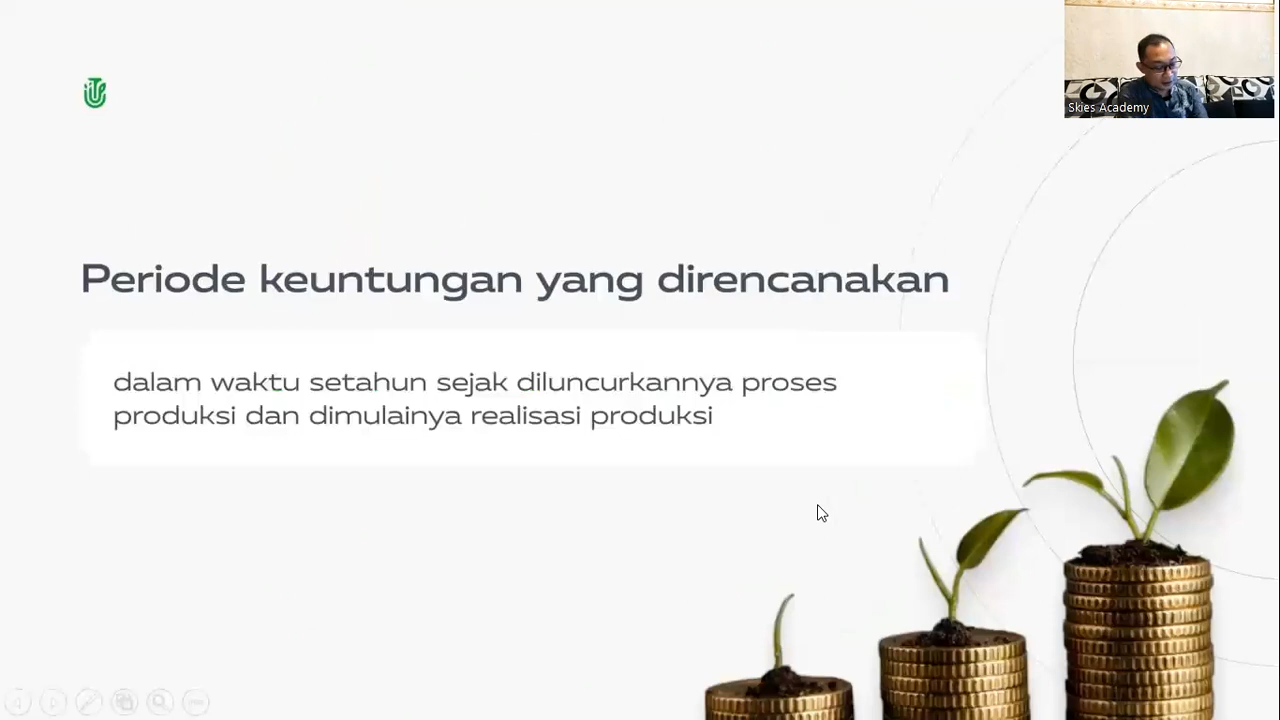 Skies Academy
Periode keuntungan yang direncanakan
dalam waktu setahun sejak diluncurkannya proses
produksi dan dimulainya realisasi produksi